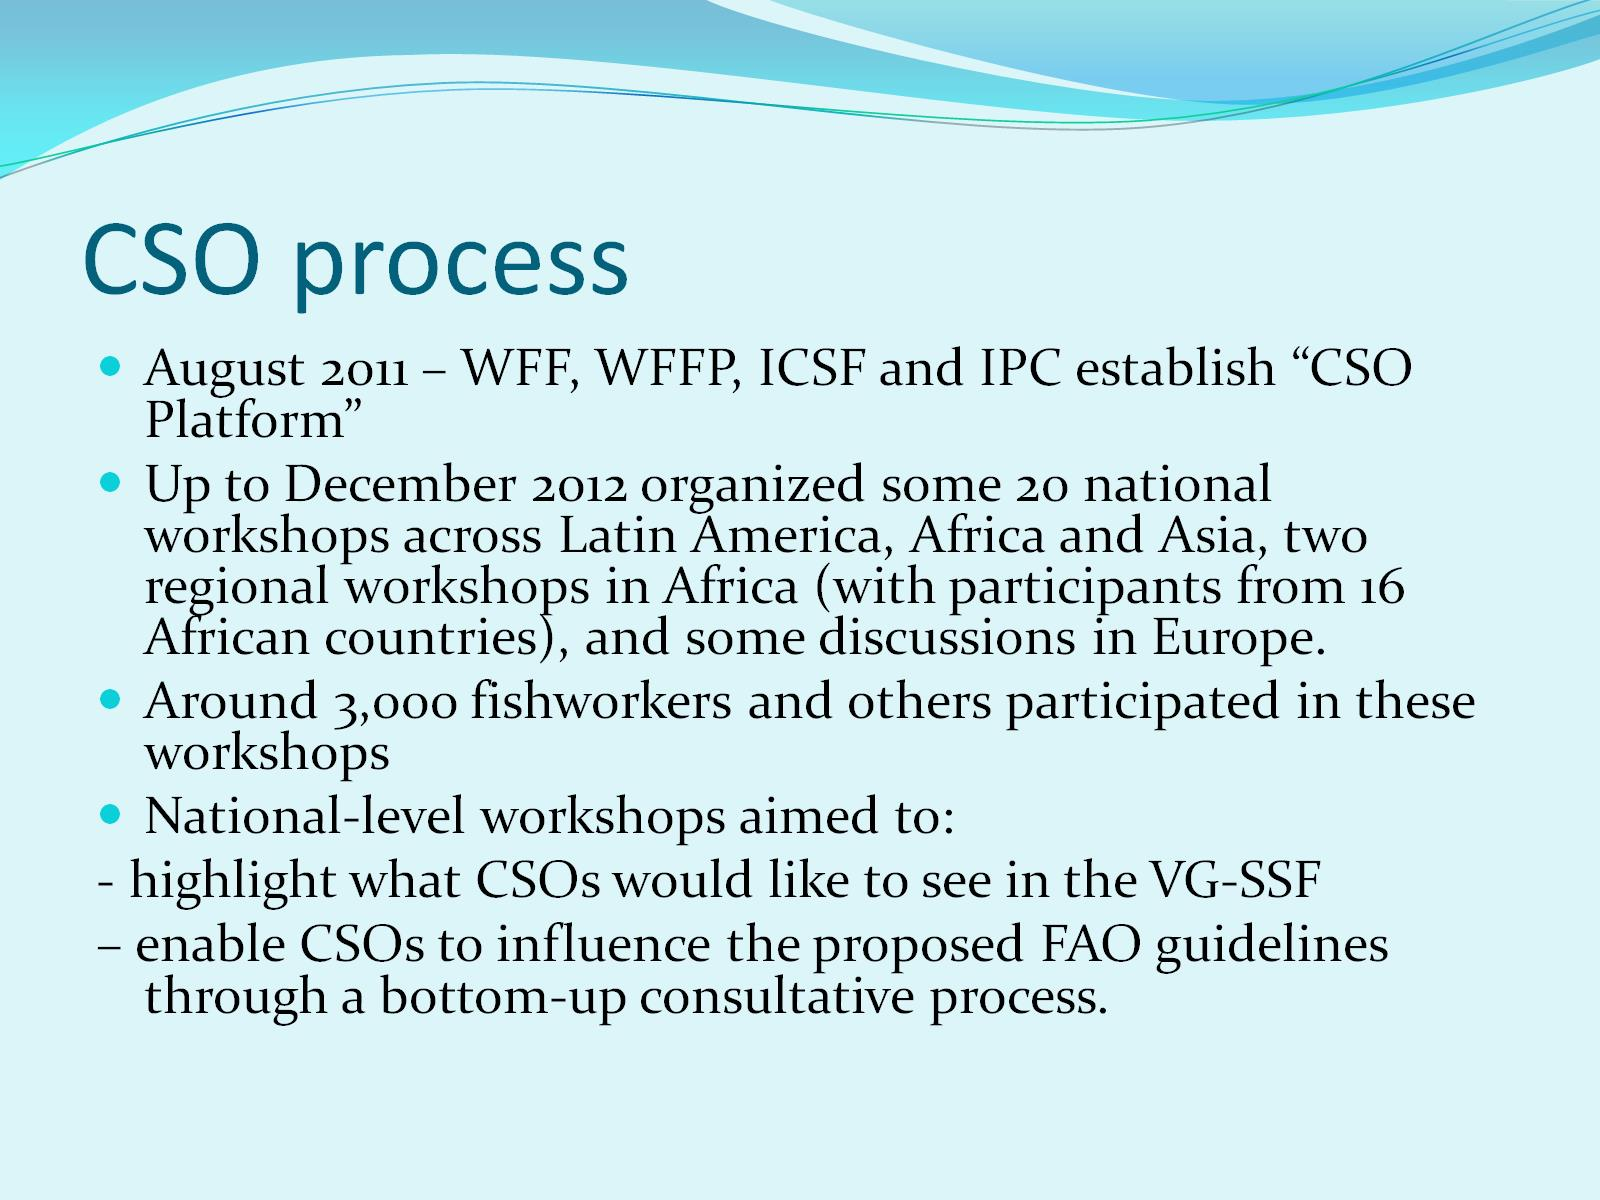 CSO process
• August 2011 – WFF, WFFP, ICSF and IPC establish “CSO
Platform”
• Up to December 2012 organized some 20 national
workshops across Latin America, Africa and Asia, two
regional workshops in Africa (with participants from 16
African countries), and some discussions in Europe.
• Around 3,000 fishworkers and others participated in these
workshops
• National-level workshops aimed to:
- highlight what CSOs would like to see in the VG-SSF
– enable CSOs to influence the proposed FAO guidelines
through a bottom-up consultative process.